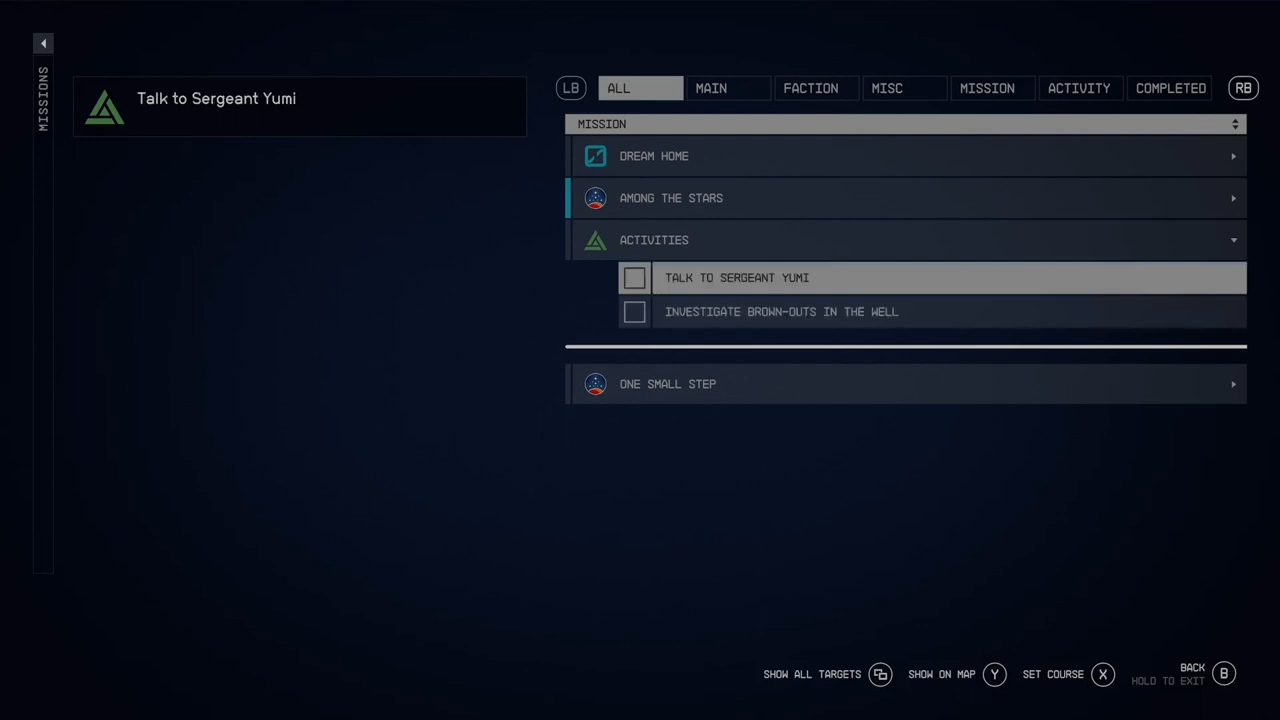 MISSIONS
Talk to Sergeant Yumi
LB
ALL
MAIN
FACTION
MISC
MISSION
ACTIVITY
COMPLETED
RB
MISSION
DREAM HOME
AMONG THE STARS
ACTIVITIES
TALK TO SERGEANT YUMI
INVESTIGATE BROWN-OUTS IN THE WELL
ONE SMALL STEP
SHOW ALL TARGETS
SHOW ON MAP Y
SET COURSE X
BACK B
HOLD TO EXIT